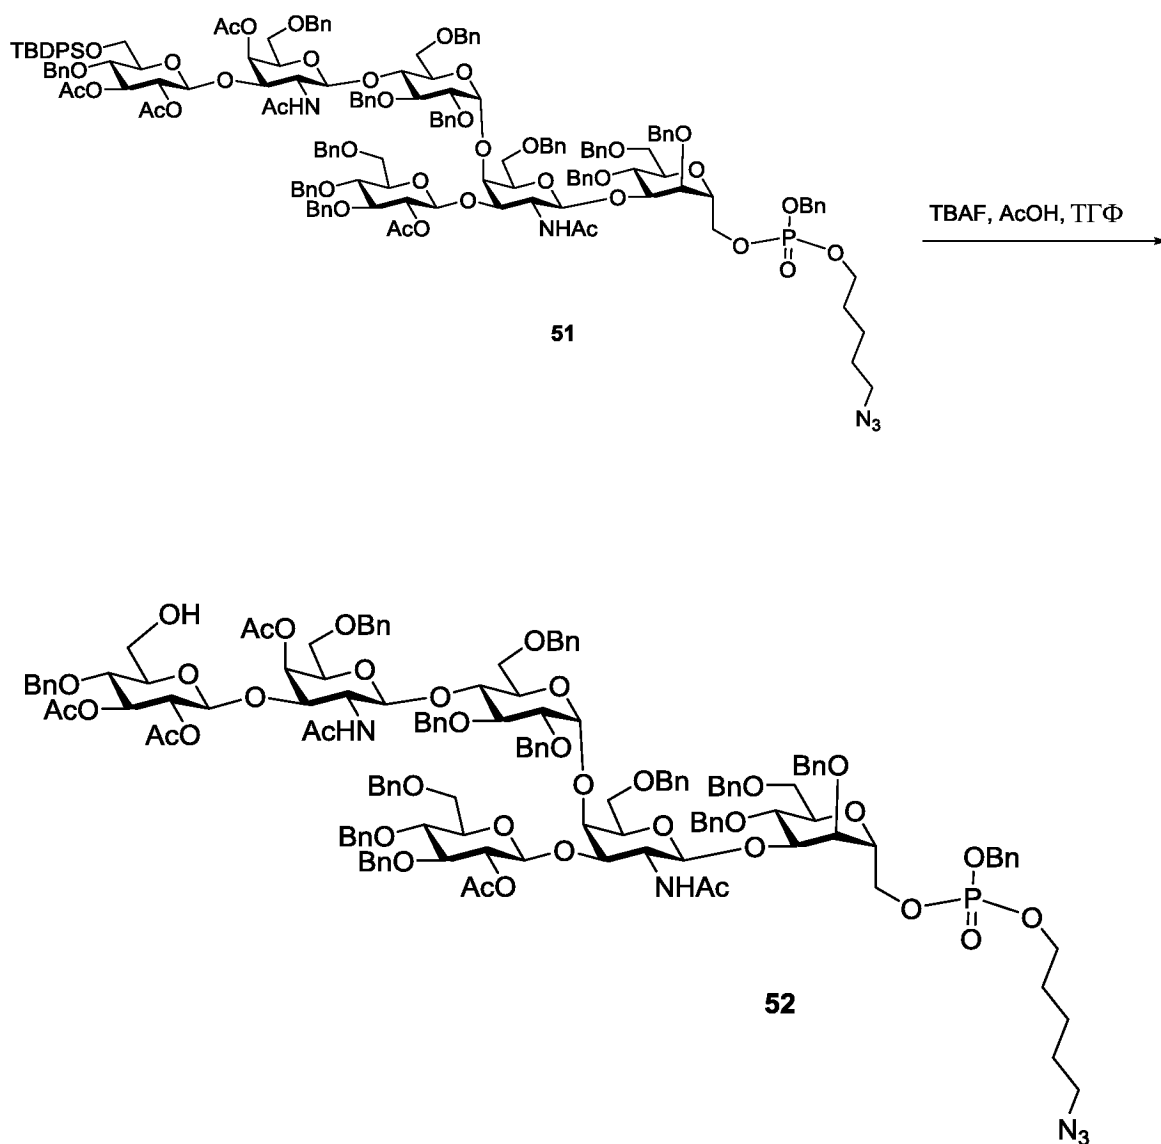 AcO OBn
TBDPSO O OBn
BnO O O O O
AcO AcO AcHN BnO BnO
BnO OBn BnO BnO
BnO O O O BnO O
BnO AcO NHAc
O OBn
P O
O
TBAF, AcOH, ТГФ
51
N3
OH AcO OBn OBn
BnO O O O O O
AcO AcO AcHN BnO BnO
BnO O OBn BnO BnO
BnO O O O BnO O O
BnO AcO NHAc OBn
O P O
O
52
N3